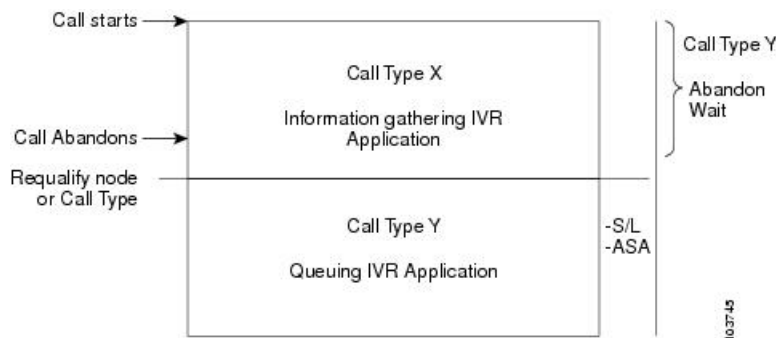 Call starts
Call Type X
Information gathering IVR
Application
Call Abandons
Requalify node
or Call Type
Call Type Y
Queuing IVR Application
Call Type Y
Abandon
Wait
-S/L
-ASA
103745